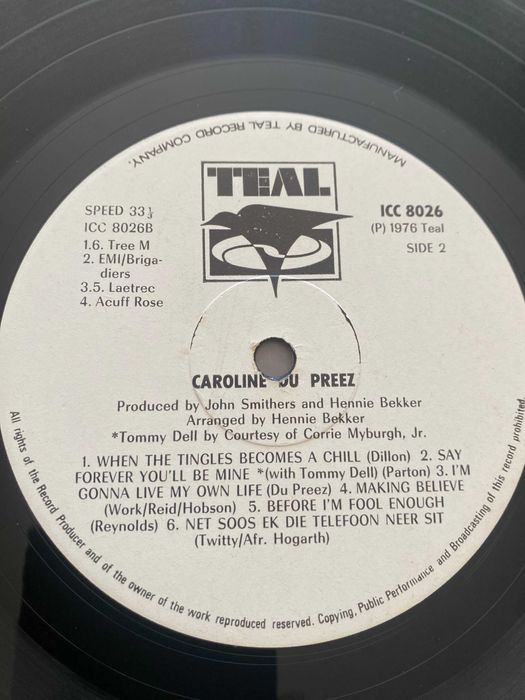 MANUFACTURED BY TEAL RECORD COMPANY.
TEAL
SPEED 33⅓
ICC 8026B
1.6. Tree M
2. EMI/Briga-
diers
3.5. Laetrec
4. Acuff Rose
ICC 8026
(P) 1976 Teal
SIDE 2
CAROLINE DU PREEZ
Produced by John Smithers and Hennie Bekker
Arranged by Hennie Bekker
*Tommy Dell by Courtesy of Corrie Myburgh, Jr.
1. WHEN THE TINGLES BECOMES A CHILL (Dillon) 2. SAY
FOREVER YOU'LL BE MINE *(with Tommy Dell) (Parton) 3. I'M
GONNA LIVE MY OWN LIFE (Du Preez) 4. MAKING BELIEVE
(Work/Reid/Hobson) 5. BEFORE I'M FOOL ENOUGH
(Reynolds) 6. NET SOOS EK DIE TELEFOON NEER SIT
(Twitty/Afr. Hogarth)
All rights of the Record Producer and of the owner of the work reproduced reserved. Copying, Public Performance and Broadcasting of this record prohibited.